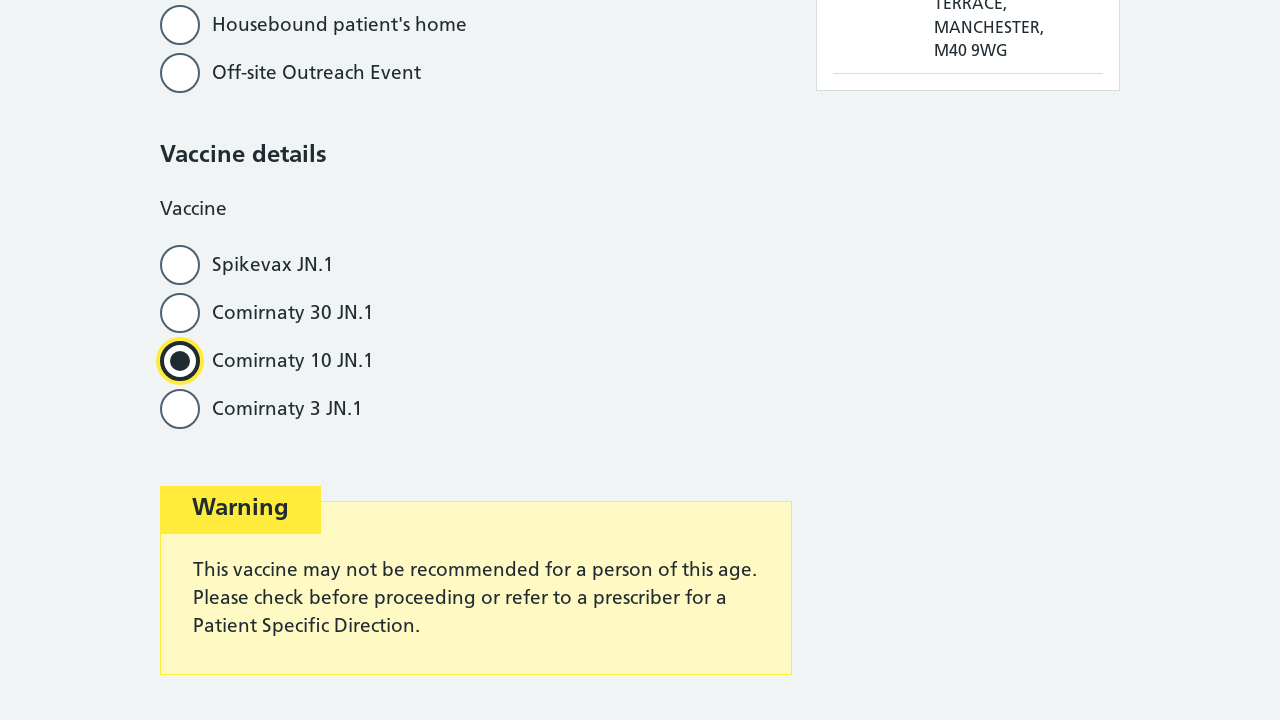 Housebound patient's home
Off-site Outreach Event
TERRACE,
MANCHESTER,
M40 9WG
Vaccine details
Vaccine
Spikevax JN.1
Comirnaty 30 JN.1
Comirnaty 10 JN.1
Comirnaty 3 JN.1
Warning
This vaccine may not be recommended for a person of this age.
Please check before proceeding or refer to a prescriber for a
Patient Specific Direction.